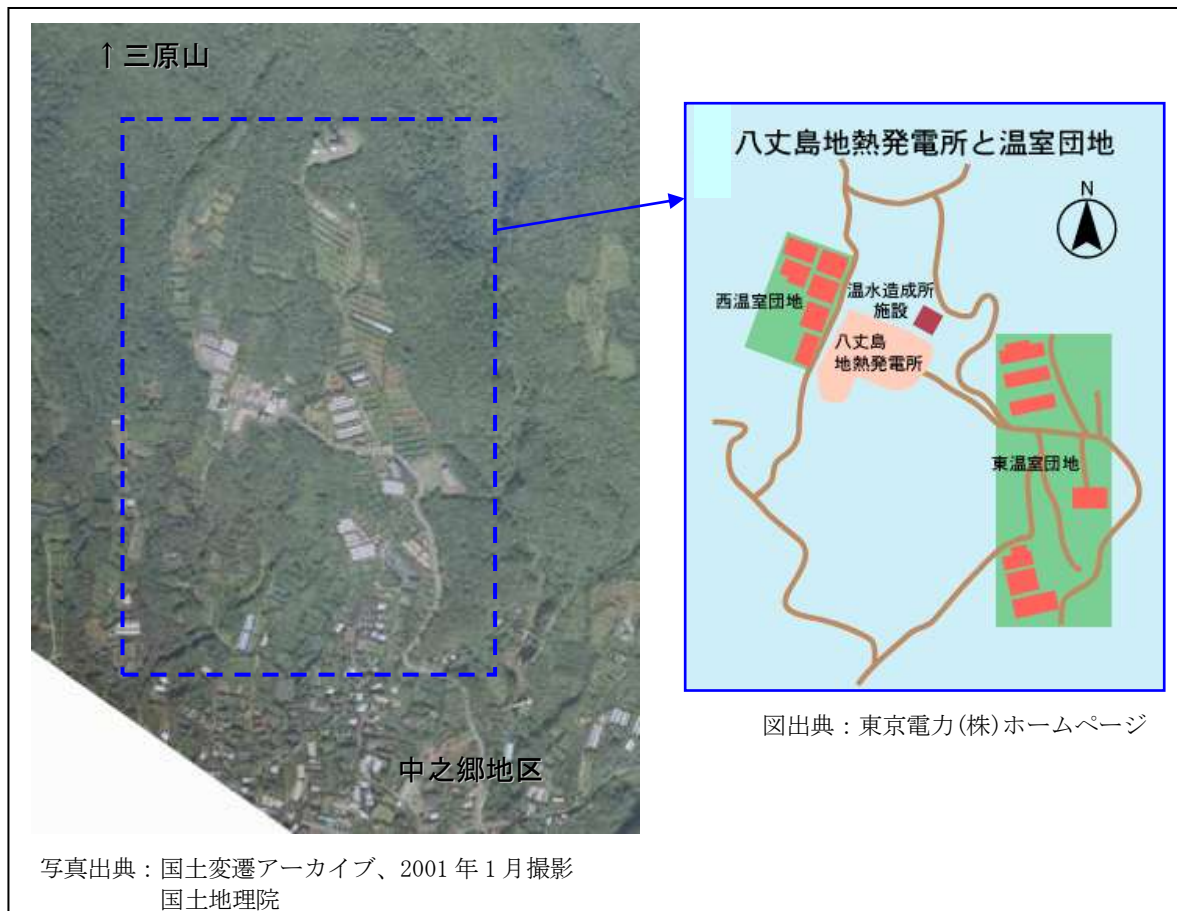 ↑三原山
中之郷地区
写真出典：国土変遷アーカイブ、2001年1月撮影
国土地理院
八丈島地熱発電所と温室団地
N
西温室団地
温水造成所
施設
八丈島
地熱発電所
東温室団地
図出典：東京電力(株)ホームページ